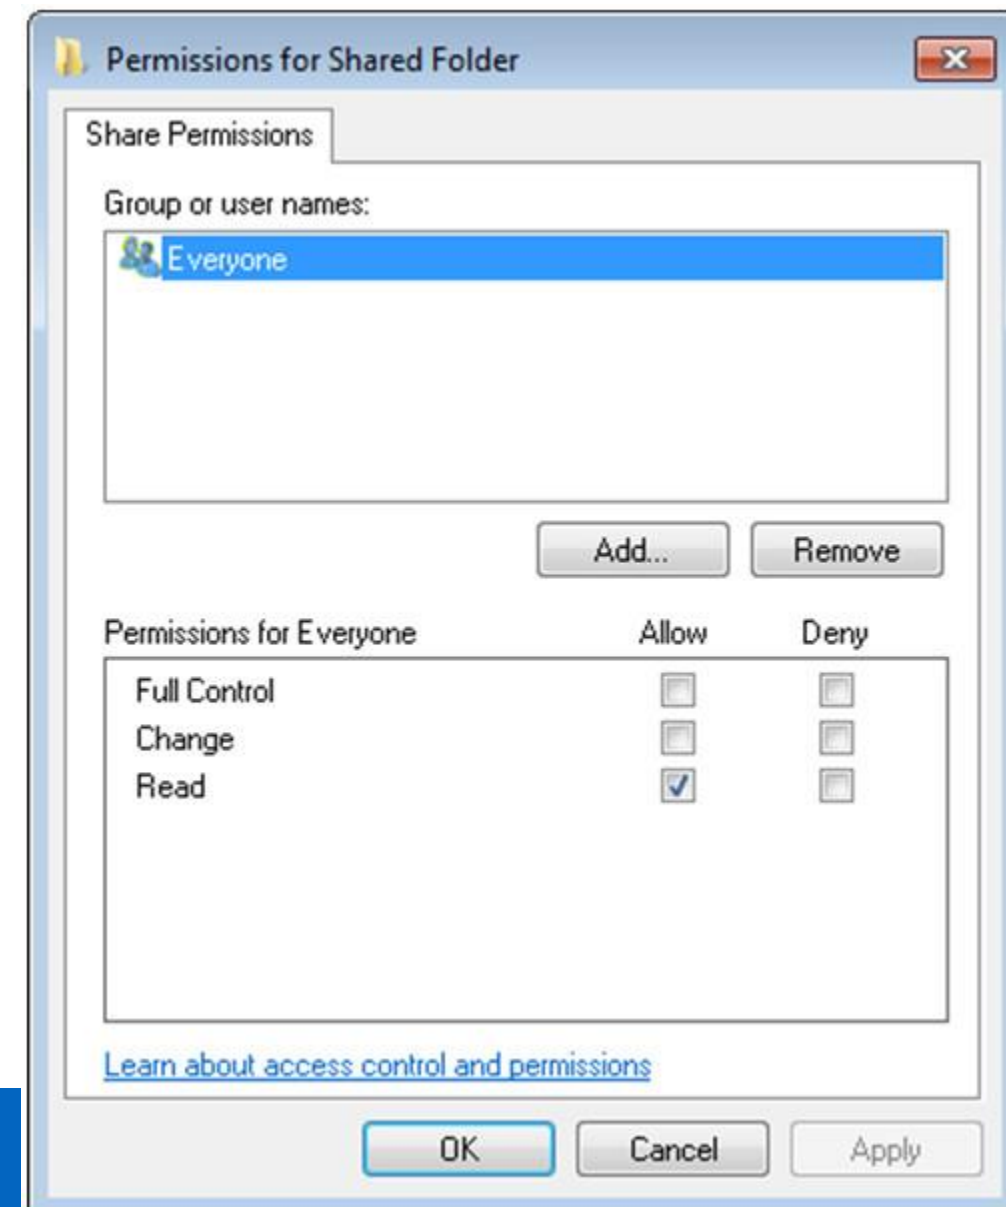 Permissions for Shared Folder
Share Permissions
Group or user names:
Everyone
Add... Remove
Permissions for Everyone Allow Deny
Full Control
Change
Read
Learn about access control and permissions
OK Cancel Apply